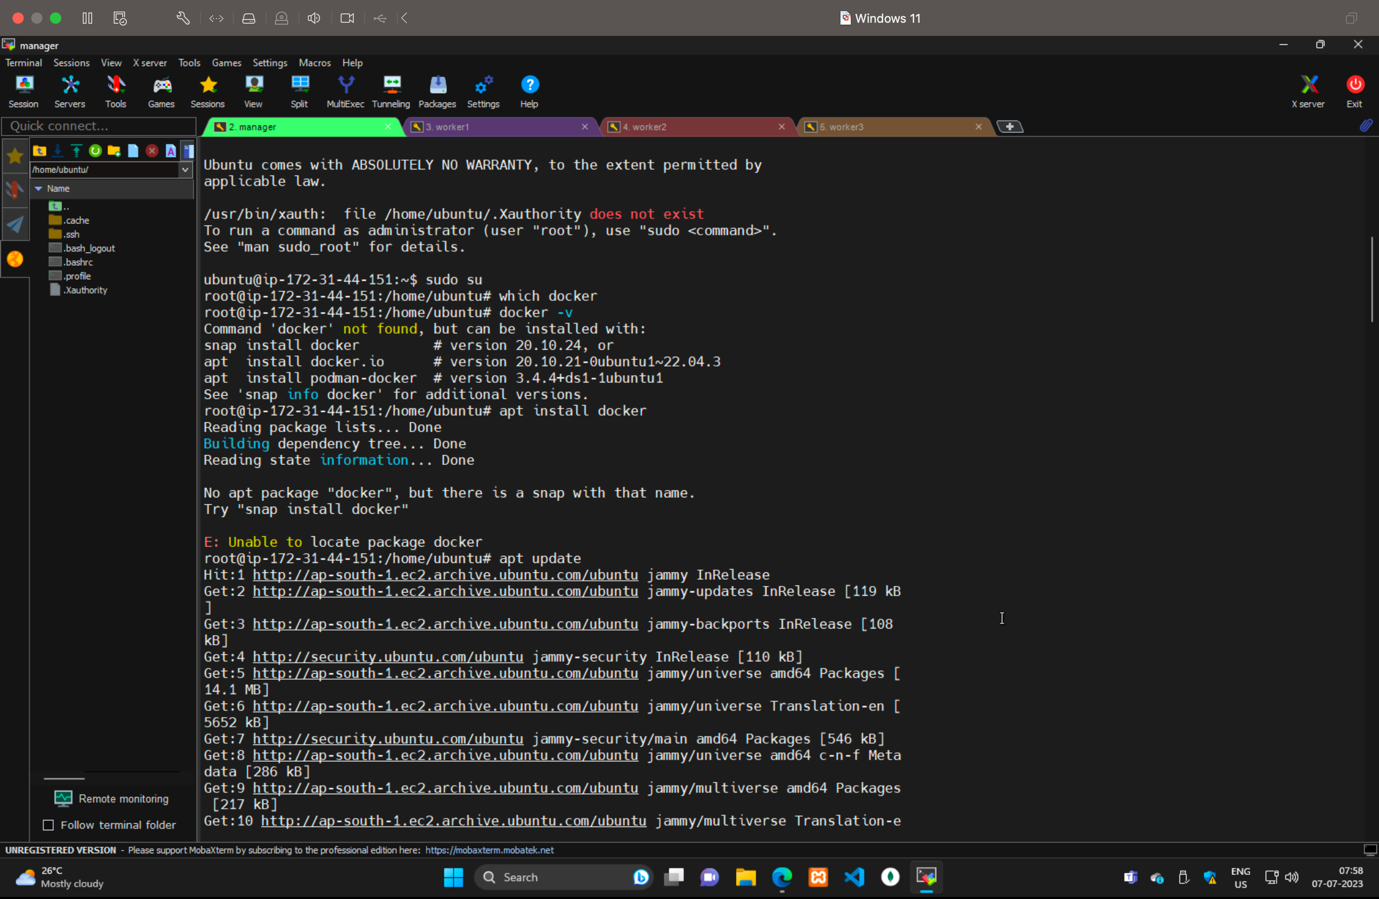 Windows 11
manager
Terminal Sessions View X server Tools Games Settings Macros Help
Session Servers Tools Games Sessions View Split MultiExec Tunneling Packages Settings Help X server Exit
Quick connect...
2. manager
3. worker1
4. worker2
5. worker3
/home/ubuntu/
Name
..
.cache
.ssh
.bash_logout
.bashrc
.profile
.Xauthority
Ubuntu comes with ABSOLUTELY NO WARRANTY, to the extent permitted by
applicable law.
/usr/bin/xauth:  file /home/ubuntu/.Xauthority does not exist
To run a command as administrator (user "root"), use "sudo <command>".
See "man sudo_root" for details.
ubuntu@ip-172-31-44-151:~$ sudo su
root@ip-172-31-44-151:/home/ubuntu# which docker
root@ip-172-31-44-151:/home/ubuntu# docker -v
Command 'docker' not found, but can be installed with:
snap install docker         # version 20.10.24, or
apt  install docker.io      # version 20.10.21-0ubuntu1~22.04.3
apt  install podman-docker  # version 3.4.4+ds1-1ubuntu1
See 'snap info docker' for additional versions.
root@ip-172-31-44-151:/home/ubuntu# apt install docker
Reading package lists... Done
Building dependency tree... Done
Reading state information... Done
No apt package "docker", but there is a snap with that name.
Try "snap install docker"
E: Unable to locate package docker
root@ip-172-31-44-151:/home/ubuntu# apt update
Hit:1 http://ap-south-1.ec2.archive.ubuntu.com/ubuntu jammy InRelease
Get:2 http://ap-south-1.ec2.archive.ubuntu.com/ubuntu jammy-updates InRelease [119 kB
]
Get:3 http://ap-south-1.ec2.archive.ubuntu.com/ubuntu jammy-backports InRelease [108
kB]
Get:4 http://security.ubuntu.com/ubuntu jammy-security InRelease [110 kB]
Get:5 http://ap-south-1.ec2.archive.ubuntu.com/ubuntu jammy/universe amd64 Packages [
14.1 MB]
Get:6 http://ap-south-1.ec2.archive.ubuntu.com/ubuntu jammy/universe Translation-en [
5652 kB]
Get:7 http://security.ubuntu.com/ubuntu jammy-security/main amd64 Packages [546 kB]
Get:8 http://ap-south-1.ec2.archive.ubuntu.com/ubuntu jammy/universe amd64 c-n-f Meta
data [286 kB]
Get:9 http://ap-south-1.ec2.archive.ubuntu.com/ubuntu jammy/multiverse amd64 Packages
[217 kB]
Get:10 http://ap-south-1.ec2.archive.ubuntu.com/ubuntu jammy/multiverse Translation-e
Remote monitoring
Follow terminal folder
UNREGISTERED VERSION - Please support MobaXterm by subscribing to the professional edition here: https://mobaxterm.mobatek.net
26°C
Mostly cloudy
Search
ENG
US
07:58
07-07-2023